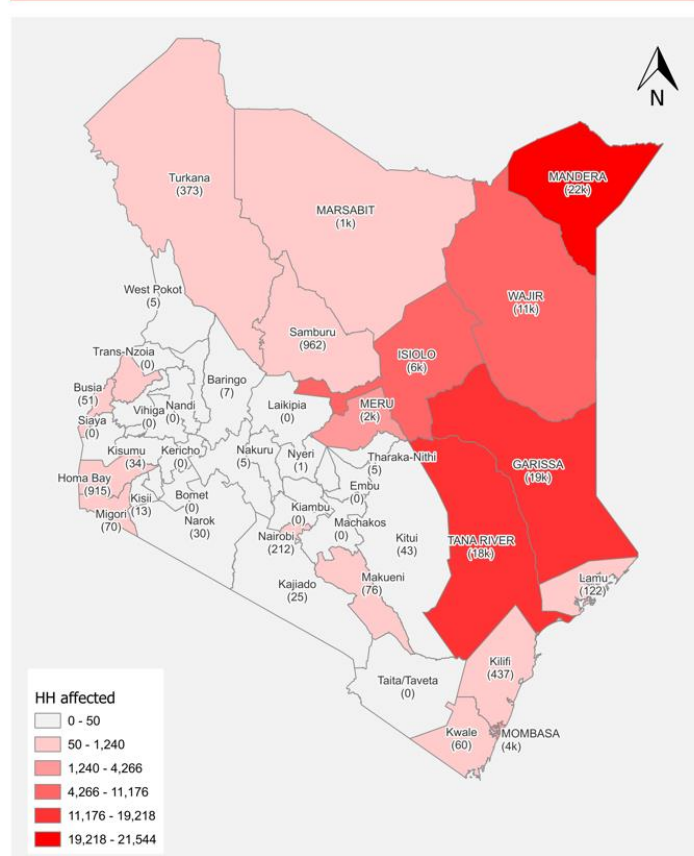 N
MANDERA
(22k)
Turkana
(373)
MARSABIT
(1k)
West Pokot
(5)
WAJIR
(11k)
Samburu
(962)
Trans-Nzoia
(0)
ISIOLO
(6k)
Baringo
(7)
Busia
(51)
Nandi
(0)
Vihiga
(0)
Laikipia
(0)
MERU
(2k)
Siaya
(0)
Kisumu
(34)
Kericho
(0)
Nakuru
(5)
Nyeri
(1)
Tharaka-Nithi
(5)
GARISSA
(19k)
Homa Bay
(915)
Kisii
(13)
Bomet
(0)
Embu
(0)
Kiambu
(0)
Machakos
(0)
Migori
(70)
Narok
(30)
Nairobi
(212)
Kitui
(43)
TANA RIVER
(18k)
Kajiado
(25)
Makueni
(76)
Lamu
(122)
Kilifi
(437)
Taita/Taveta
(0)
Kwale
(60)
MOMBASA
(4k)
HH affected
0 - 50
50 - 1,240
1,240 - 4,266
4,266 - 11,176
11,176 - 19,218
19,218 - 21,544